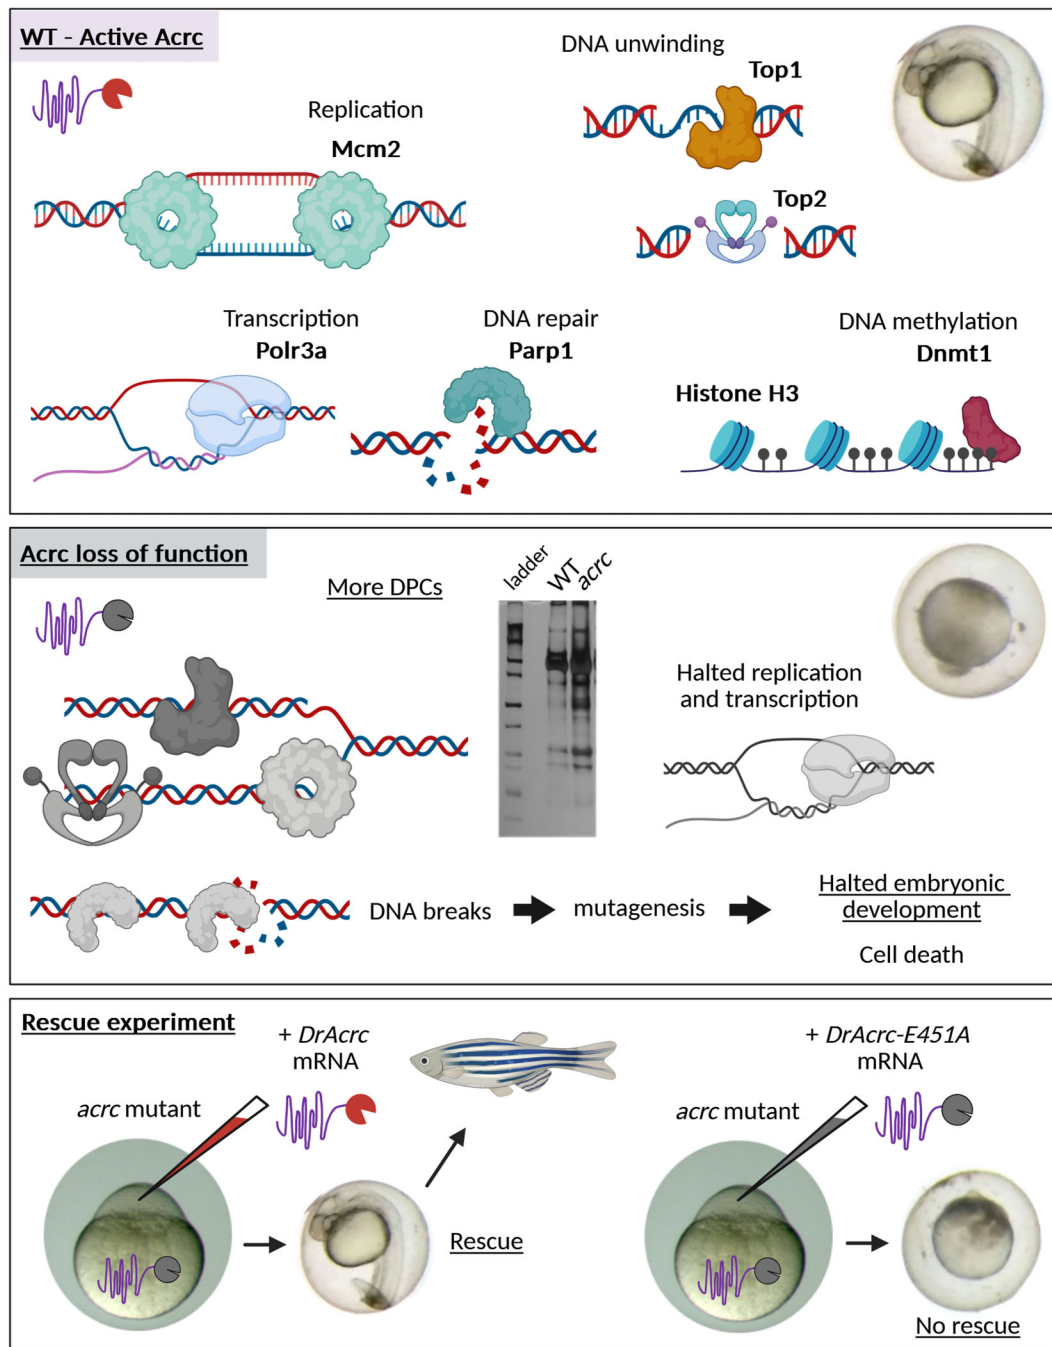 WT - Active Acrc
DNA unwinding
Top1
Replication
Mcm2
Top2
Transcription
Polr3a
DNA repair
Parp1
DNA methylation
Dnmt1
Histone H3
Acrc loss of function
More DPCs
ladder
WT
acrc
Halted replication
and transcription
DNA breaks
mutagenesis
Halted embryonic
development
Cell death
Rescue experiment
+ DrAcrc
mRNA
acrc mutant
Rescue
+ DrAcrc-E451A
mRNA
acrc mutant
No rescue